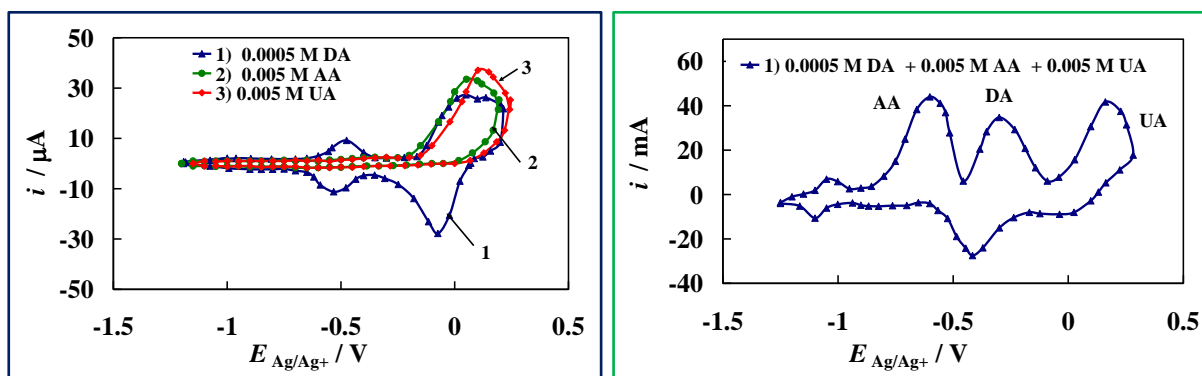 50
30
10
-10
-30
-50
i / µA
1) 0.0005 M DA
2) 0.005 M AA
3) 0.005 M UA
3
2
1
-1.5
-1
-0.5
0
0.5
E Ag/Ag+ / V
60
40
20
0
-20
-40
i / mA
1) 0.0005 M DA + 0.005 M AA + 0.005 M UA
AA
DA
UA
-1.5
-1
-0.5
0
0.5
E Ag/Ag+ / V